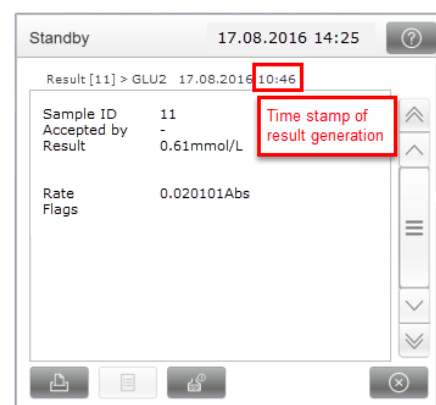 Standby 17.08.2016 14:25 ?
Result [11] > GLU2 17.08.2016 10:46
Sample ID 11
Accepted by -
Result 0.61mmol/L
Time stamp of
result generation
Rate 0.020101Abs
Flags